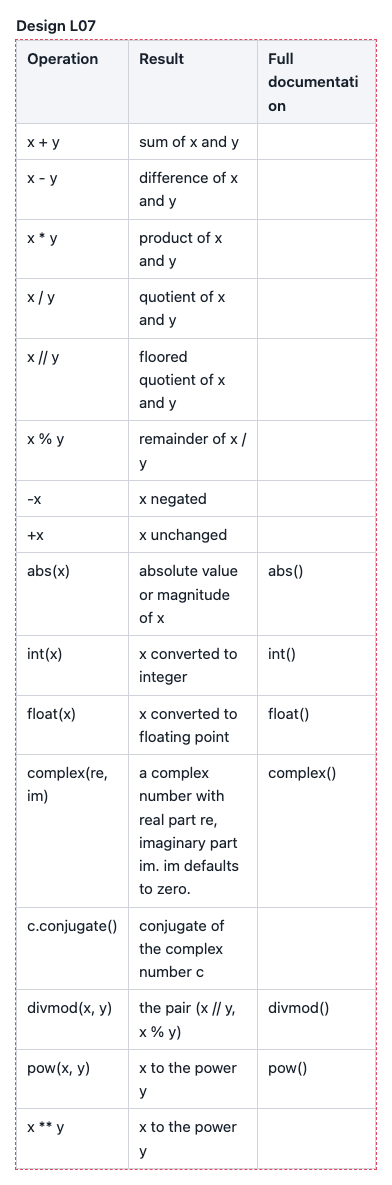 Design L07
Operation Result Full
documentati
on
x + y sum of x and y
x - y difference of x
and y
x * y product of x
and y
x / y quotient of x
and y
x // y floored
quotient of x
and y
x % y remainder of x /
y
-x x negated
+x x unchanged
abs(x) absolute value abs()
or magnitude
of x
int(x) x converted to int()
integer
float(x) x converted to float()
floating point
complex(re, a complex complex()
im) number with
real part re,
imaginary part
im. im defaults
to zero.
c.conjugate() conjugate of
the complex
number c
divmod(x, y) the pair (x // y, divmod()
x % y)
pow(x, y) x to the power pow()
y
x ** y x to the power
y